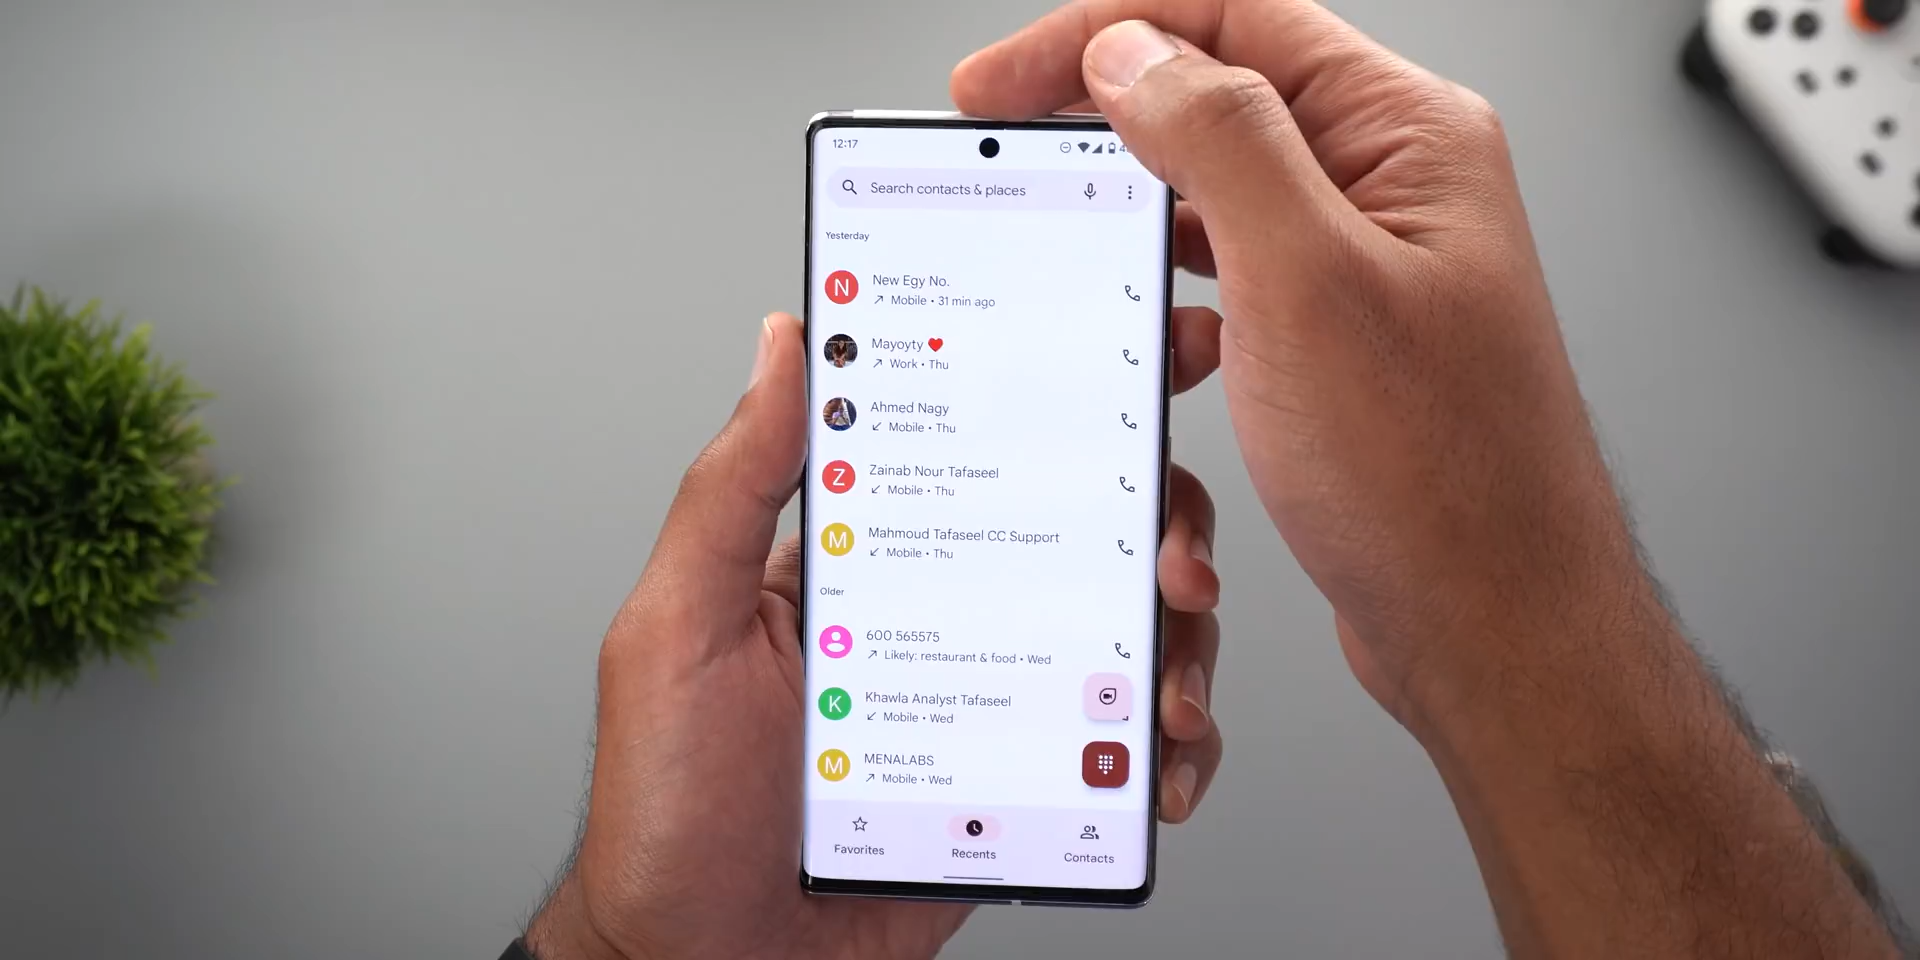 12:17
Search contacts & places
Yesterday
N
New Egy No.
Mobile • 31 min ago
Mayoyty ❤
Work • Thu
Ahmed Nagy
Mobile • Thu
Z
Zainab Nour Tafaseel
Mobile • Thu
M
Mahmoud Tafaseel CC Support
Mobile • Thu
Older
600 565575
Likely: restaurant & food • Wed
K
Khawla Analyst Tafaseel
Mobile • Wed
M
MENALABS
Mobile • Wed
Favorites
Recents
Contacts